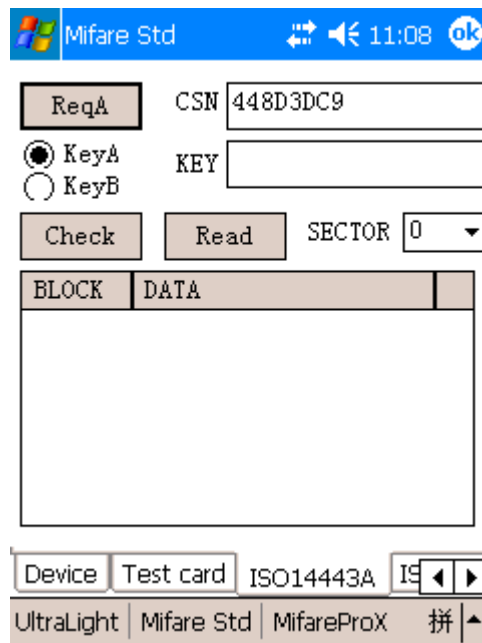 Mifare Std 11:08 ok
ReqA CSN 448D3DC9
KeyA KEY
KeyB
Check Read SECTOR 0
BLOCK DATA
Device Test card ISO14443A IS
UltraLight Mifare Std MifareProX 拼